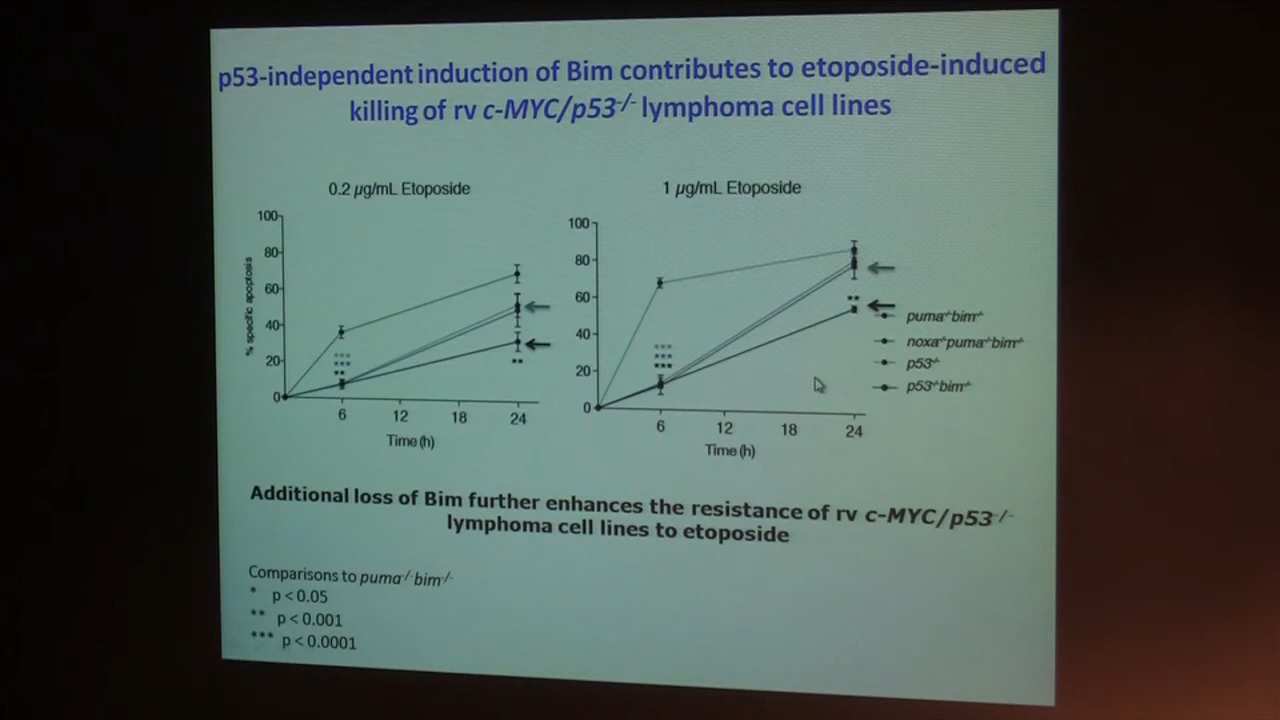 p53-independent induction of Bim contributes to etoposide-induced
killing of rv c-MYC/p53-/- lymphoma cell lines
0.2 µg/mL Etoposide
1 µg/mL Etoposide
% specific apoptosis
100
80
60
40
20
0
***
***
**
**
6 12 18 24
Time (h)
100
80
60
40
20
0
***
***
***
**
6 12 18 24
Time (h)
puma-/-bim-/-
noxa-/-puma-/-bim-/-
p53-/-
p53-/-bim-/-
Additional loss of Bim further enhances the resistance of rv c-MYC/p53-/-
lymphoma cell lines to etoposide
Comparisons to puma-/-bim-/-
* p < 0.05
** p < 0.001
*** p < 0.0001